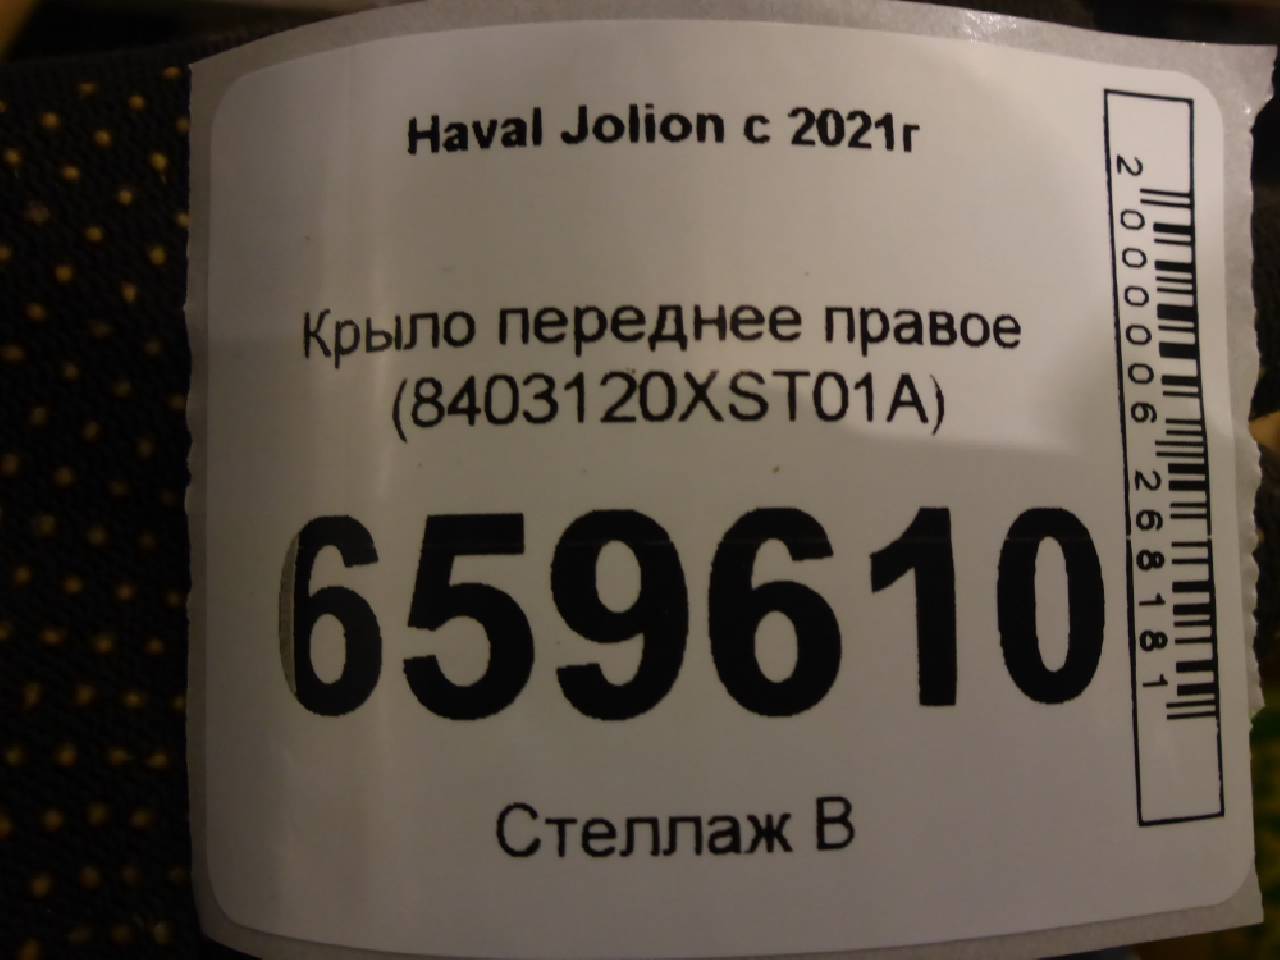 Haval Jolion с 2021г
Крыло переднее правое
(8403120XST01A)
659610
Стеллаж В
2000006268181